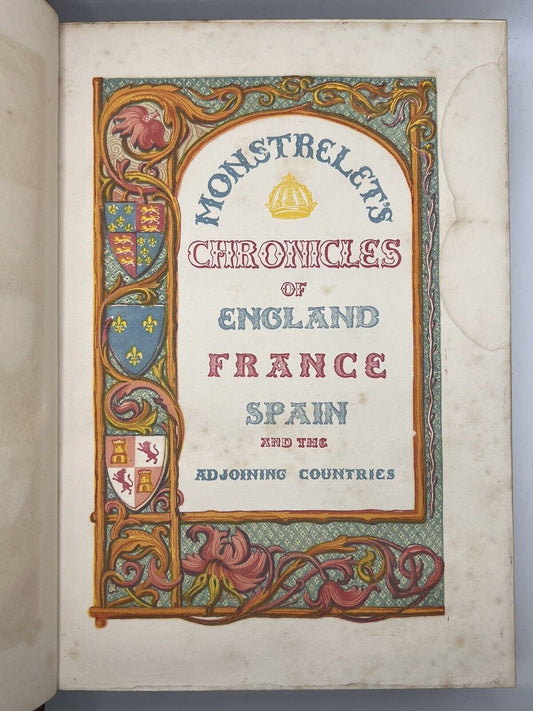 MONSTRELET'S
CHRONICLES
OF
ENGLAND
FRANCE
SPAIN
AND THE
ADJOINING COUNTRIES